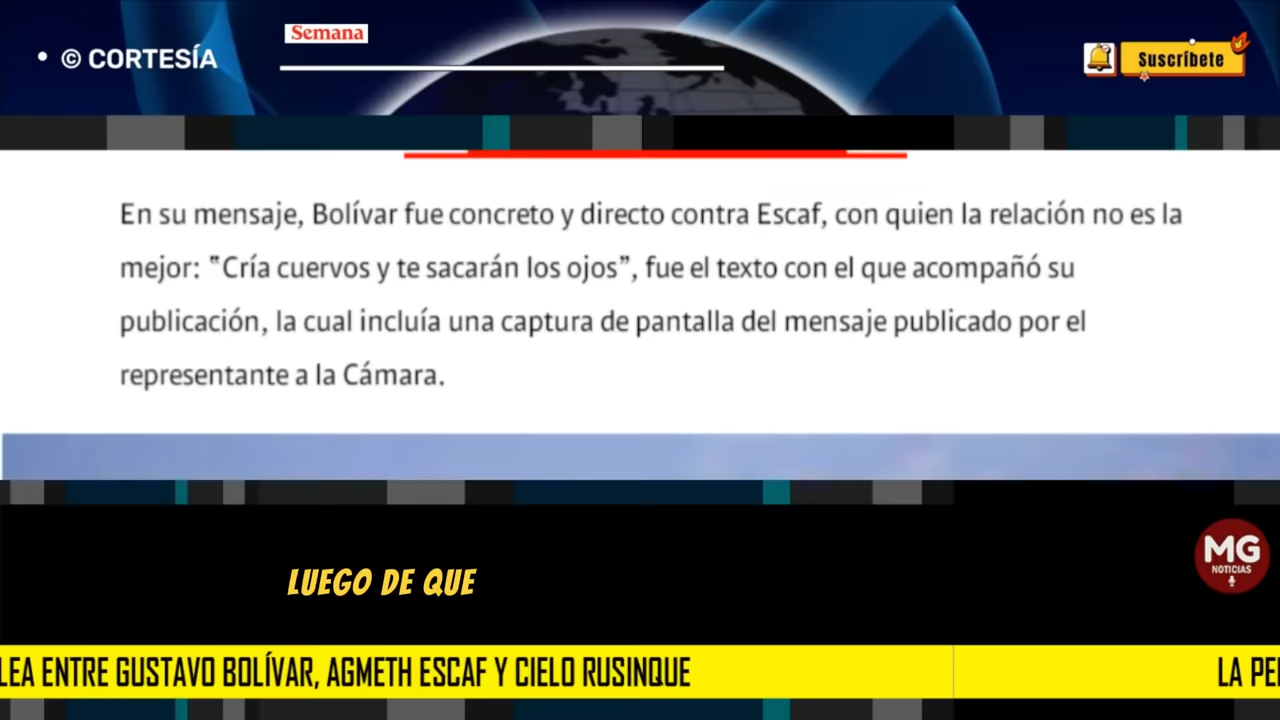 Semana
© CORTESÍA
Suscríbete
En su mensaje, Bolívar fue concreto y directo contra Escaf, con quien la relación no es la
mejor: "Cría cuervos y te sacarán los ojos”, fue el texto con el que acompañó su
publicación, la cual incluía una captura de pantalla del mensaje publicado por el
representante a la Cámara.
MG
NOTICIAS
LUEGO DE QUE
LEA ENTRE GUSTAVO BOLÍVAR, AGMETH ESCAF Y CIELO RUSINQUE
LA PE